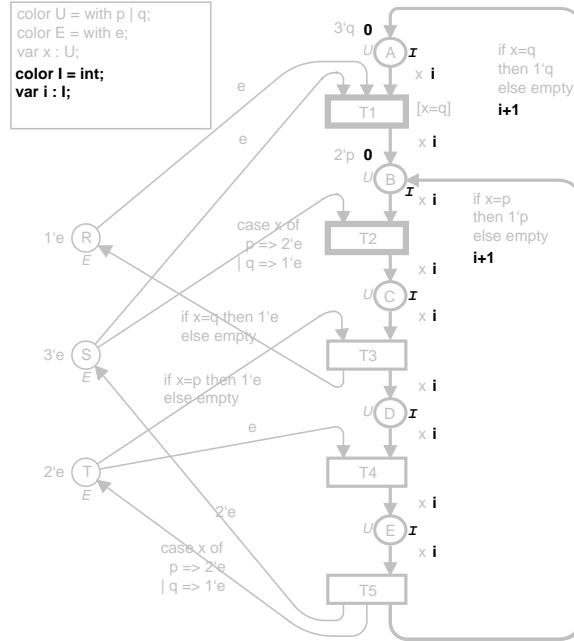 color U = with p | q;
color E = with e;
var x : U;
color I = int;
var i : I;
3'q 0
A
U I
x i
if x=q
then 1'q
else empty
i+1
e
T1 [x=q]
e
x i
2'p 0
B
U I
x i
if x=p
then 1'p
else empty
i+1
case x of
p => 2'e
| q => 1'e
T2
1'e R
E
x i
C
U I
x i
if x=q then 1'e
else empty
3'e S
E
T3
if x=p then 1'e
else empty
x i
D
U I
x i
e
2'e T
E
T4
x i
2'e
E
U I
x i
case x of
p => 2'e
| q => 1'e
T5